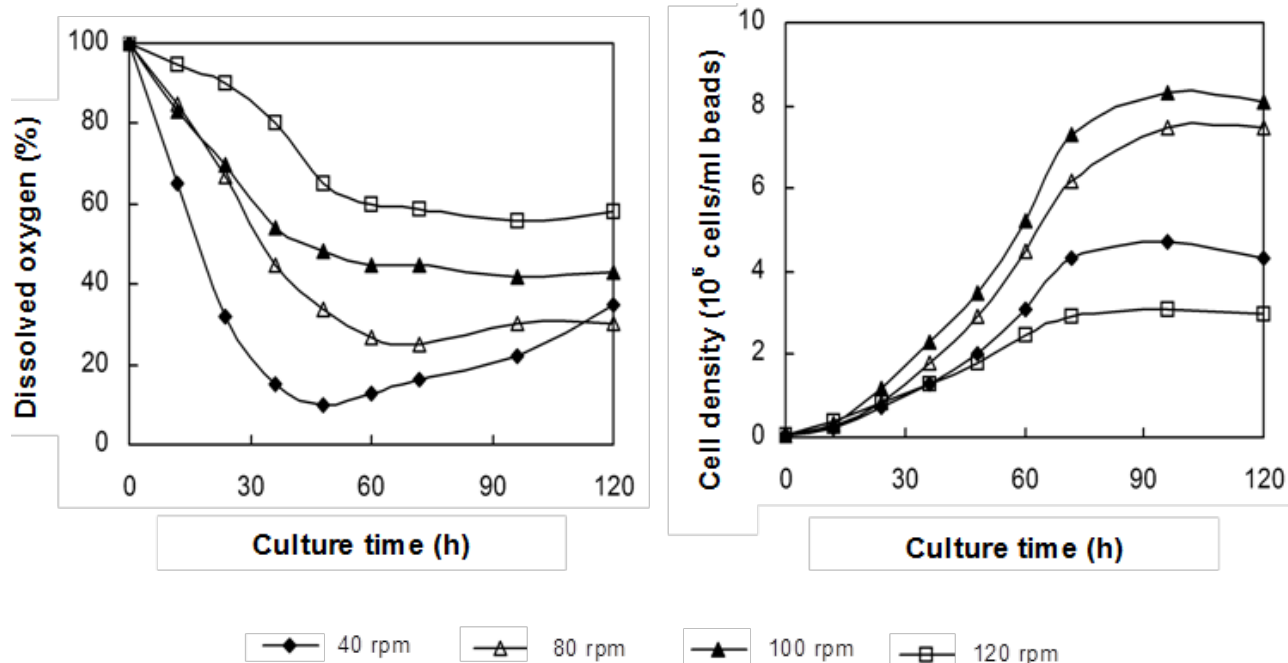 Dissolved oxygen (%)
100
80
60
40
20
0
0 30 60 90 120
Culture time (h)
Cell density (10⁶ cells/ml beads)
10
8
6
4
2
0
0 30 60 90 120
Culture time (h)
40 rpm 80 rpm 100 rpm 120 rpm